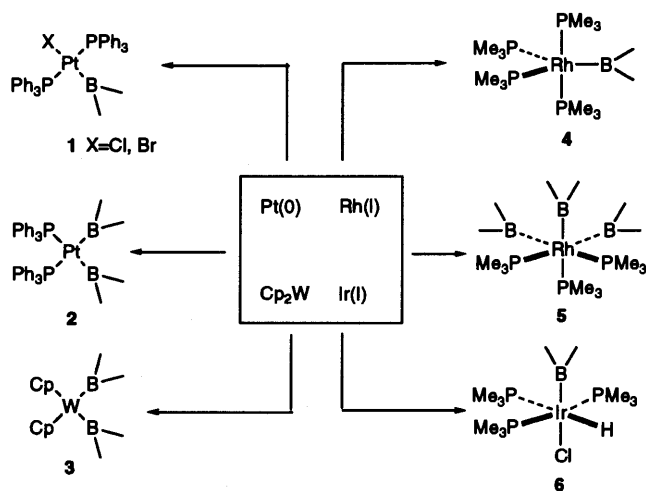 X
PPh3
Pt
Ph3P
B
1 X=Cl, Br
Ph3P
B
Pt
Ph3P
B
2
Cp
B
W
Cp
B
3
Pt(0) Rh(I)
Cp2W Ir(I)
PMe3
Me3P
Rh
B
Me3P
PMe3
4
B
B
B
Rh
Me3P
PMe3
PMe3
5
B
Me3P
PMe3
Ir
Me3P
H
Cl
6